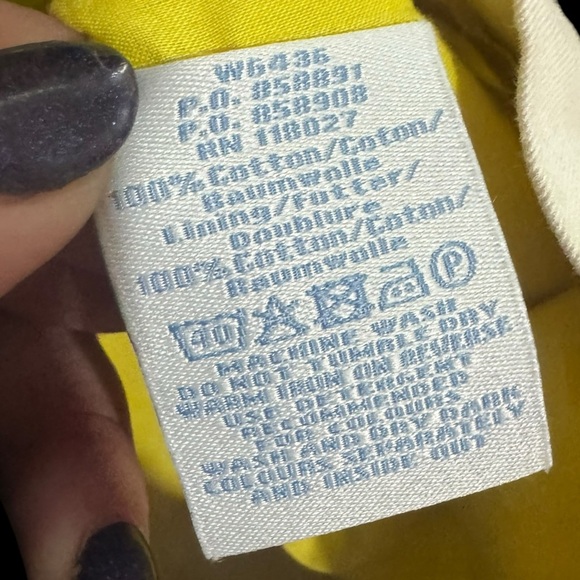 W6436
P.O. 858891
P.O. 858908
RN 118027
100% Cotton/Coton/
Baumwolle
Lining/Futter/
Doublure
100% Cotton/Coton/
Baumwolle
40 P
MACHINE WASH
DO NOT TUMBLE DRY
WARM IRON ON REVERSE
USE DETERGENT
RECOMMENDED
FOR COLOURS
WASH AND DRY DARK
COLOURS SEPARATELY
AND INSIDE OUT